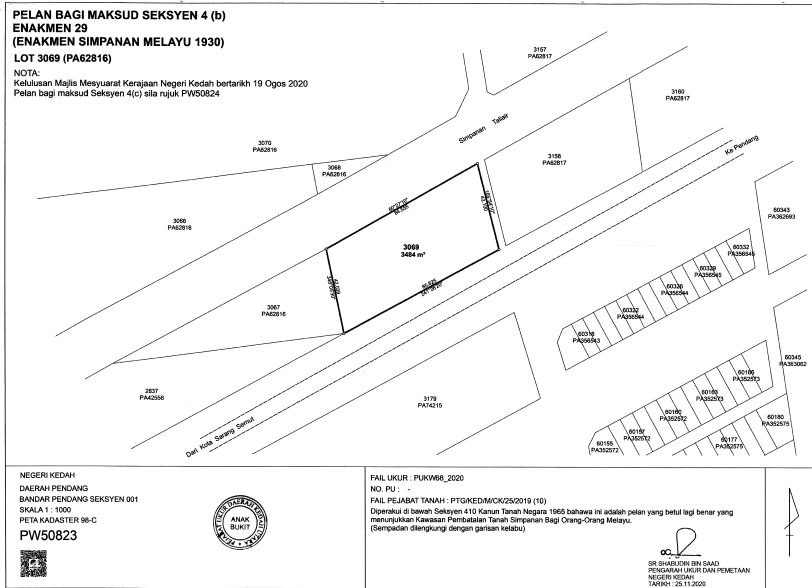 PELAN BAGI MAKSUD SEKSYEN 4 (b)
ENAKMEN 29
(ENAKMEN SIMPANAN MELAYU 1930)
LOT 3069 (PA62816)
NOTA:
Kelulusan Majlis Mesyuarat Kerajaan Negeri Kedah bertarikh 19 Ogos 2020
Pelan bagi maksud Seksyen 4(c) sila rujuk PW50824
3157
PA62817
3160
PA62817
Simpanan Taliair
3070
PA62816
3068
PA62816
3158
PA62817
Ke Pendang
3066
PA62816
3069
3484 m²
60343
PA362693
60332
PA356545
60329
PA356545
60326
PA356544
60322
PA356544
60318
PA356543
3067
PA62816
2837
PA42556
3179
PA74215
Dari Kota Sarang Semut
60345
PA363062
60166
PA352573
60163
PA352573
60160
PA352572
60157
PA352572
60155
PA352572
60180
PA352575
60177
PA352575
NEGERI KEDAH
DAERAH PENDANG
BANDAR PENDANG SEKSYEN 001
SKALA 1 : 1000
PETA KADASTER 98-C
PW50823
PEJABAT UKUR DAERAH KEDAH UTARA
ANAK
BUKIT
FAIL UKUR : PUKW68_2020
NO. PU : -
FAIL PEJABAT TANAH : PTG/KED/M/CK/25/2019 (10)
Diperakui di bawah Seksyen 410 Kanun Tanah Negara 1965 bahawa ini adalah pelan yang betul lagi benar yang
menunjukkan Kawasan Pembatalan Tanah Simpanan Bagi Orang-Orang Melayu.
(Sempadan dilengkungi dengan garisan kelabu)
SR SHABUDIN BIN SAAD
PENGARAH UKUR DAN PEMETAAN
NEGERI KEDAH
TARIKH : 25.11.2020